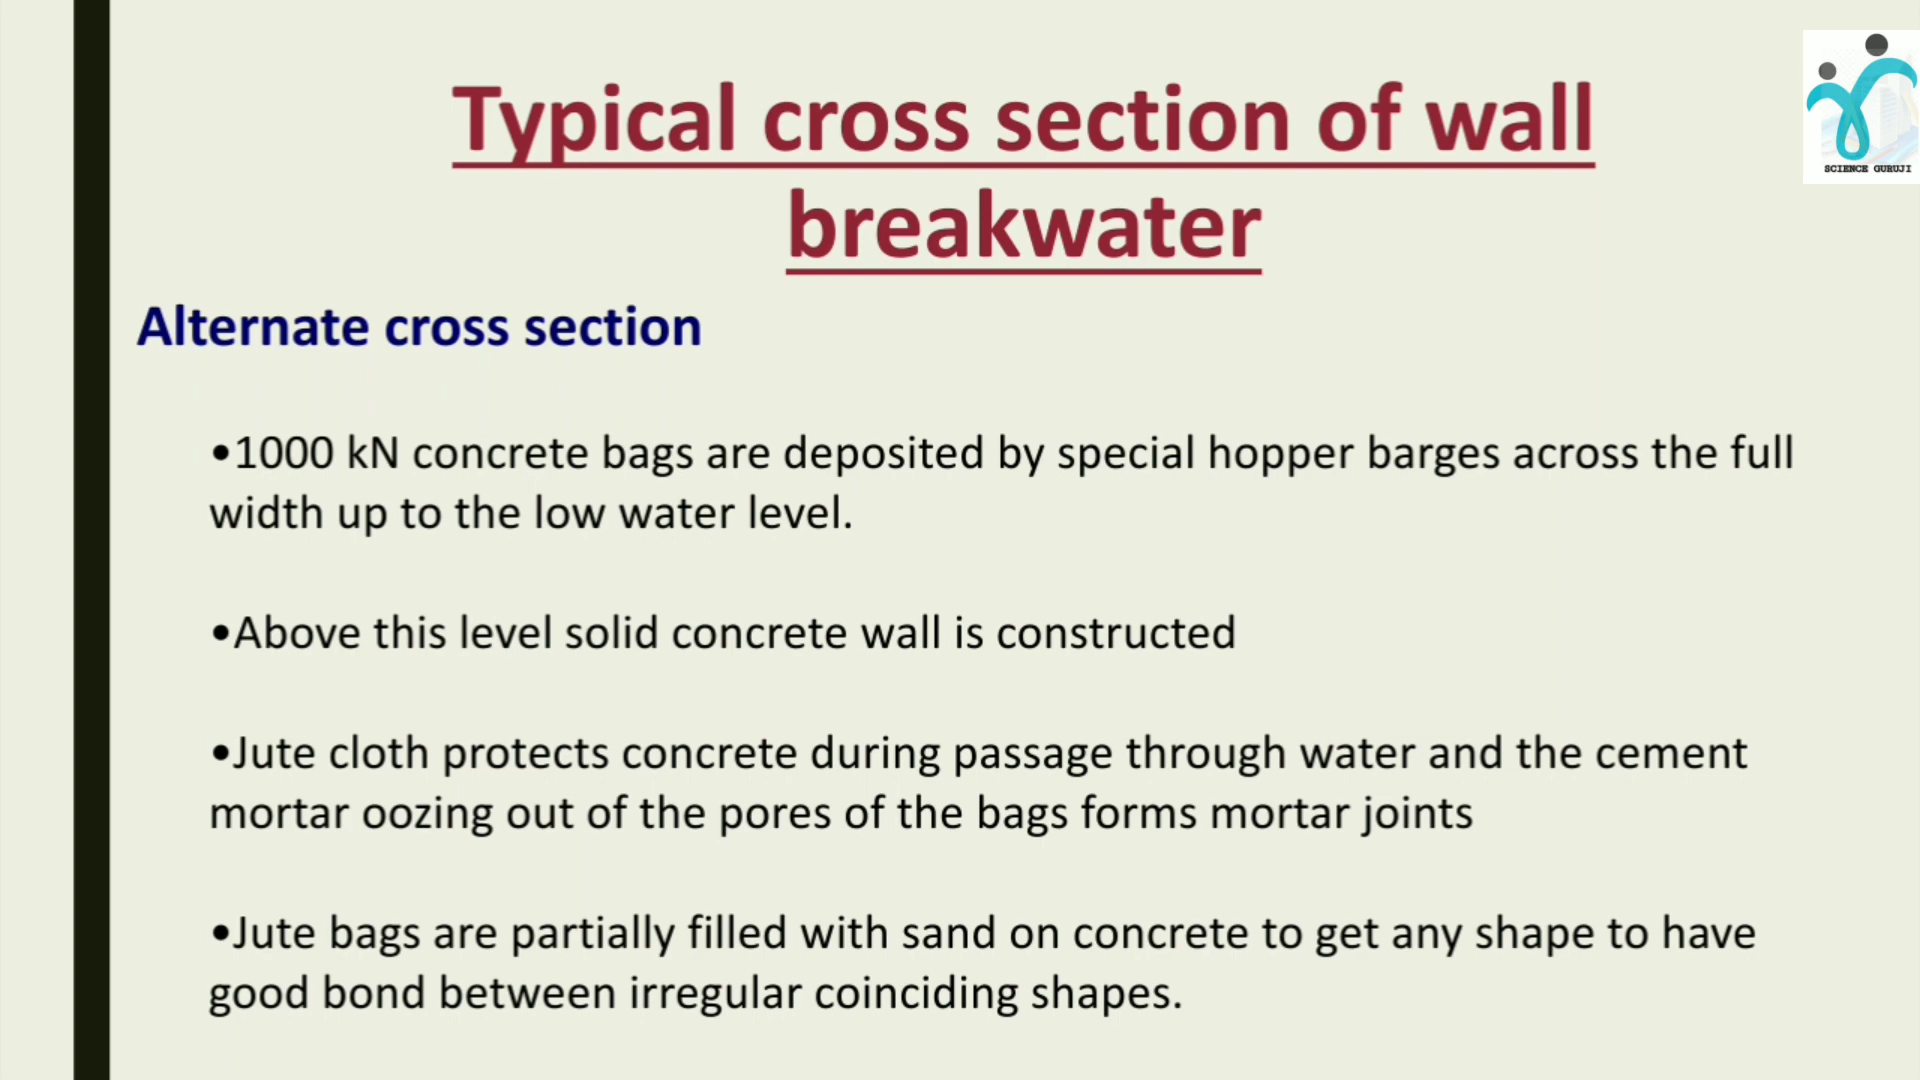 Typical cross section of wall
breakwater
SCIENCE GURUJI
Alternate cross section
•1000 kN concrete bags are deposited by special hopper barges across the full
width up to the low water level.
•Above this level solid concrete wall is constructed
•Jute cloth protects concrete during passage through water and the cement
mortar oozing out of the pores of the bags forms mortar joints
•Jute bags are partially filled with sand on concrete to get any shape to have
good bond between irregular coinciding shapes.